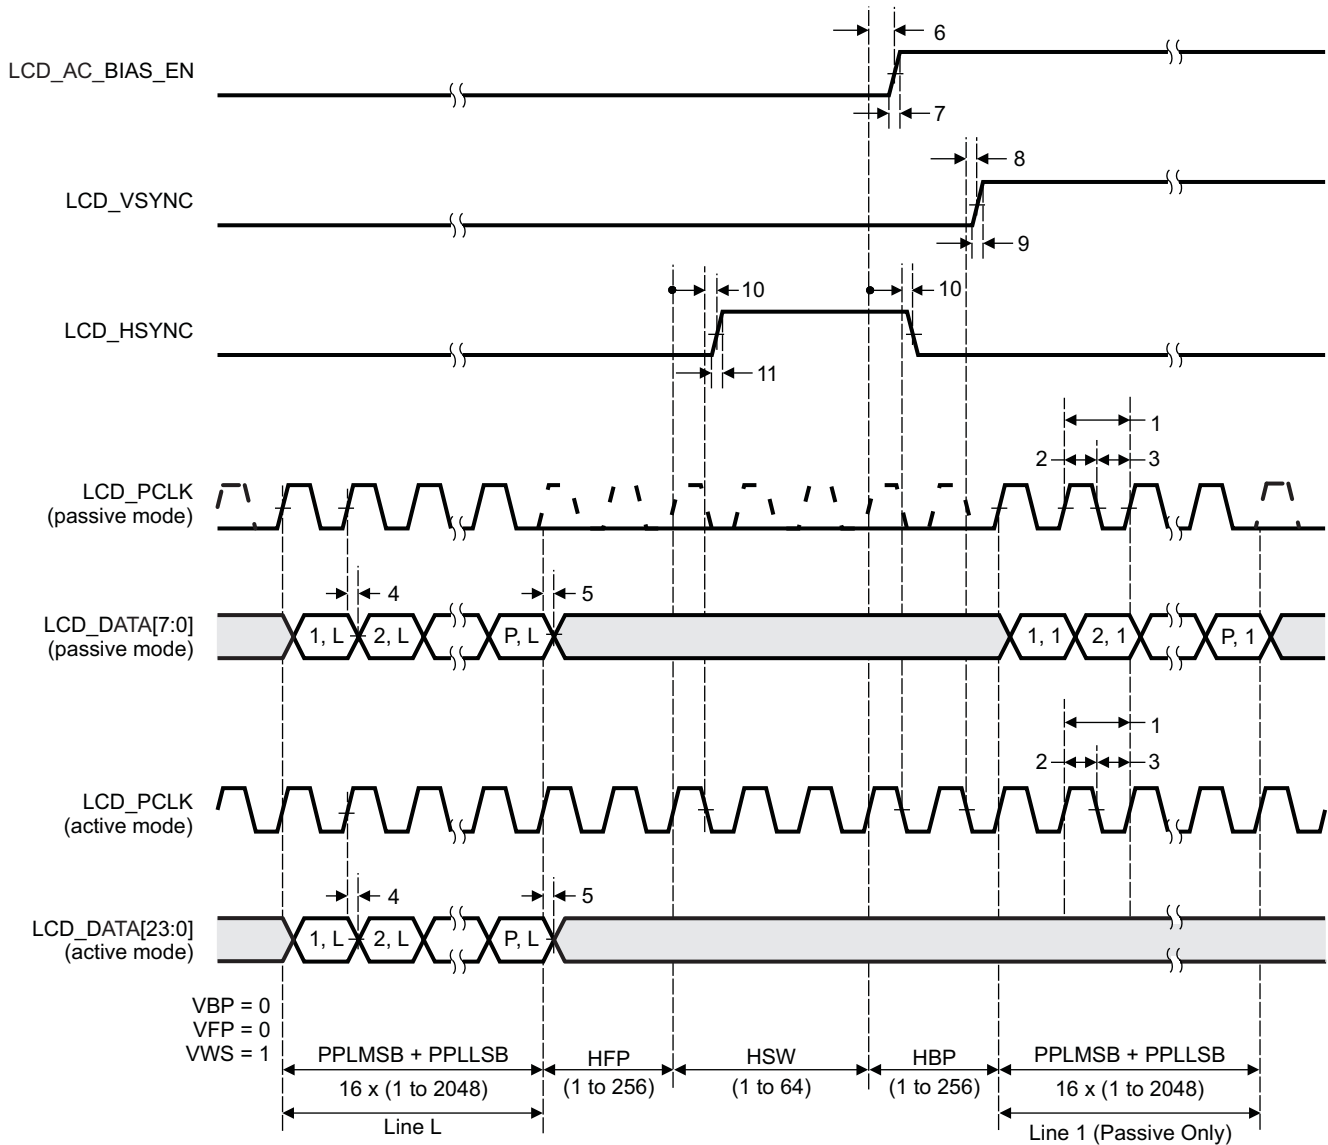 6
LCD_AC_BIAS_EN
7
8
LCD_VSYNC
9
10
10
LCD_HSYNC
11
1
2
3
LCD_PCLK
(passive mode)
4
5
LCD_DATA[7:0]
(passive mode)
1, L
2, L
P, L
1, 1
2, 1
P, 1
1
2
3
LCD_PCLK
(active mode)
4
5
LCD_DATA[23:0]
(active mode)
1, L
2, L
P, L
VBP = 0
VFP = 0
VWS = 1
PPLMSB + PPLLSB
16 x (1 to 2048)
Line L
HFP
(1 to 256)
HSW
(1 to 64)
HBP
(1 to 256)
PPLMSB + PPLLSB
16 x (1 to 2048)
Line 1 (Passive Only)